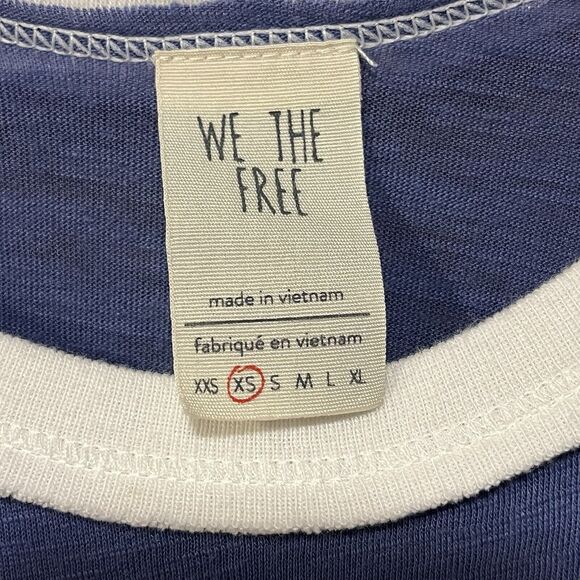 WE THE
FREE
made in vietnam
fabriqué en vietnam
XXS XS S M L XL